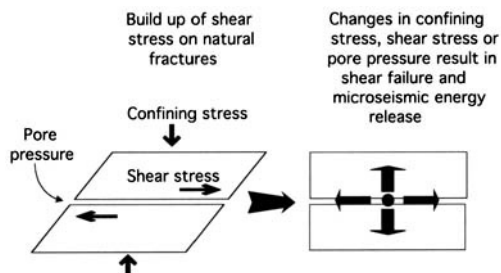 Build up of shear
stress on natural
fractures
Changes in confining
stress, shear stress or
pore pressure result in
shear failure and
microseismic energy
release
Confining stress
Pore
pressure
Shear stress